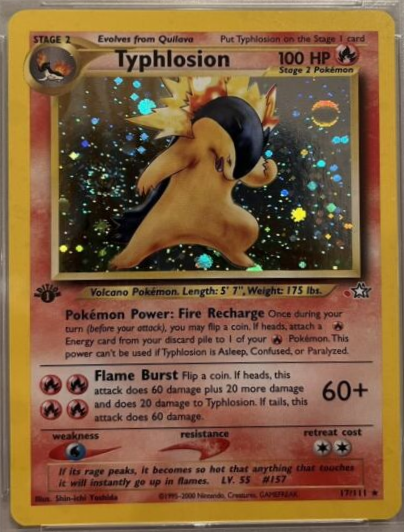 STAGE 2 Evolves from Quilava Put Typhlosion on the Stage 1 card
Typhlosion 100 HP
Stage 2 Pokémon
EDITION
1
Volcano Pokémon. Length: 5' 7", Weight: 175 lbs.
Pokémon Power: Fire Recharge Once during your
turn (before your attack), you may flip a coin. If heads, attach a
Energy card from your discard pile to 1 of your Pokémon. This
power can't be used if Typhlosion is Asleep, Confused, or Paralyzed.
Flame Burst Flip a coin. If heads, this
attack does 60 damage plus 20 more damage
and does 20 damage to Typhlosion. If tails, this
attack does 60 damage.
60+
weakness resistance retreat cost
If its rage peaks, it becomes so hot that anything that touches
it will instantly go up in flames. LV. 55 #157
Illus. Shin-ichi Yoshida ©1995-2000 Nintendo, Creatures, GAMEFREAK 17/111 ★